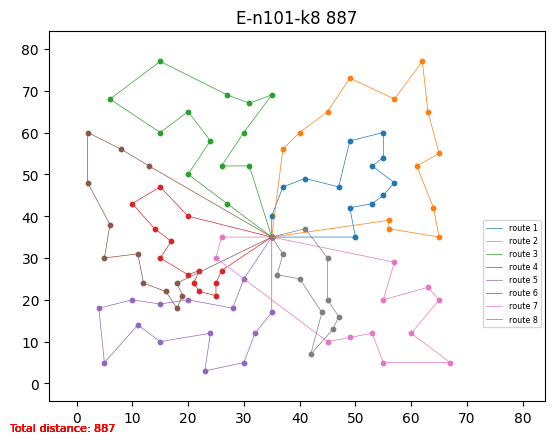 E-n101-k8 887
80
70
60
50
40
30
20
10
0
route 1
route 2
route 3
route 4
route 5
route 6
route 7
route 8
0 10 20 30 40 50 60 70 80
Total distance: 887